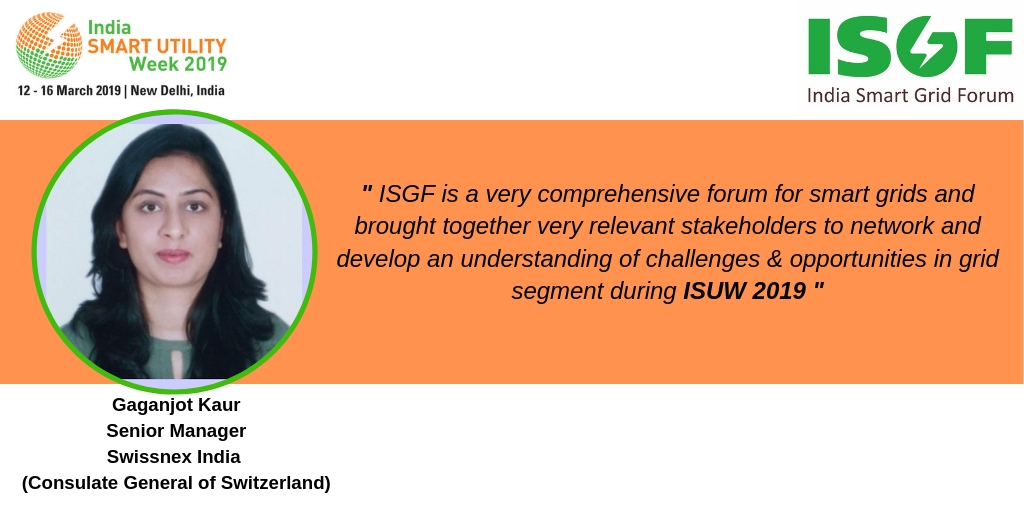 India
SMART UTILITY
Week 2019
12 - 16 March 2019 | New Delhi, India
ISGF
India Smart Grid Forum
" ISGF is a very comprehensive forum for smart grids and
brought together very relevant stakeholders to network and
develop an understanding of challenges & opportunities in grid
segment during ISUW 2019 "
Gaganjot Kaur
Senior Manager
Swissnex India
(Consulate General of Switzerland)